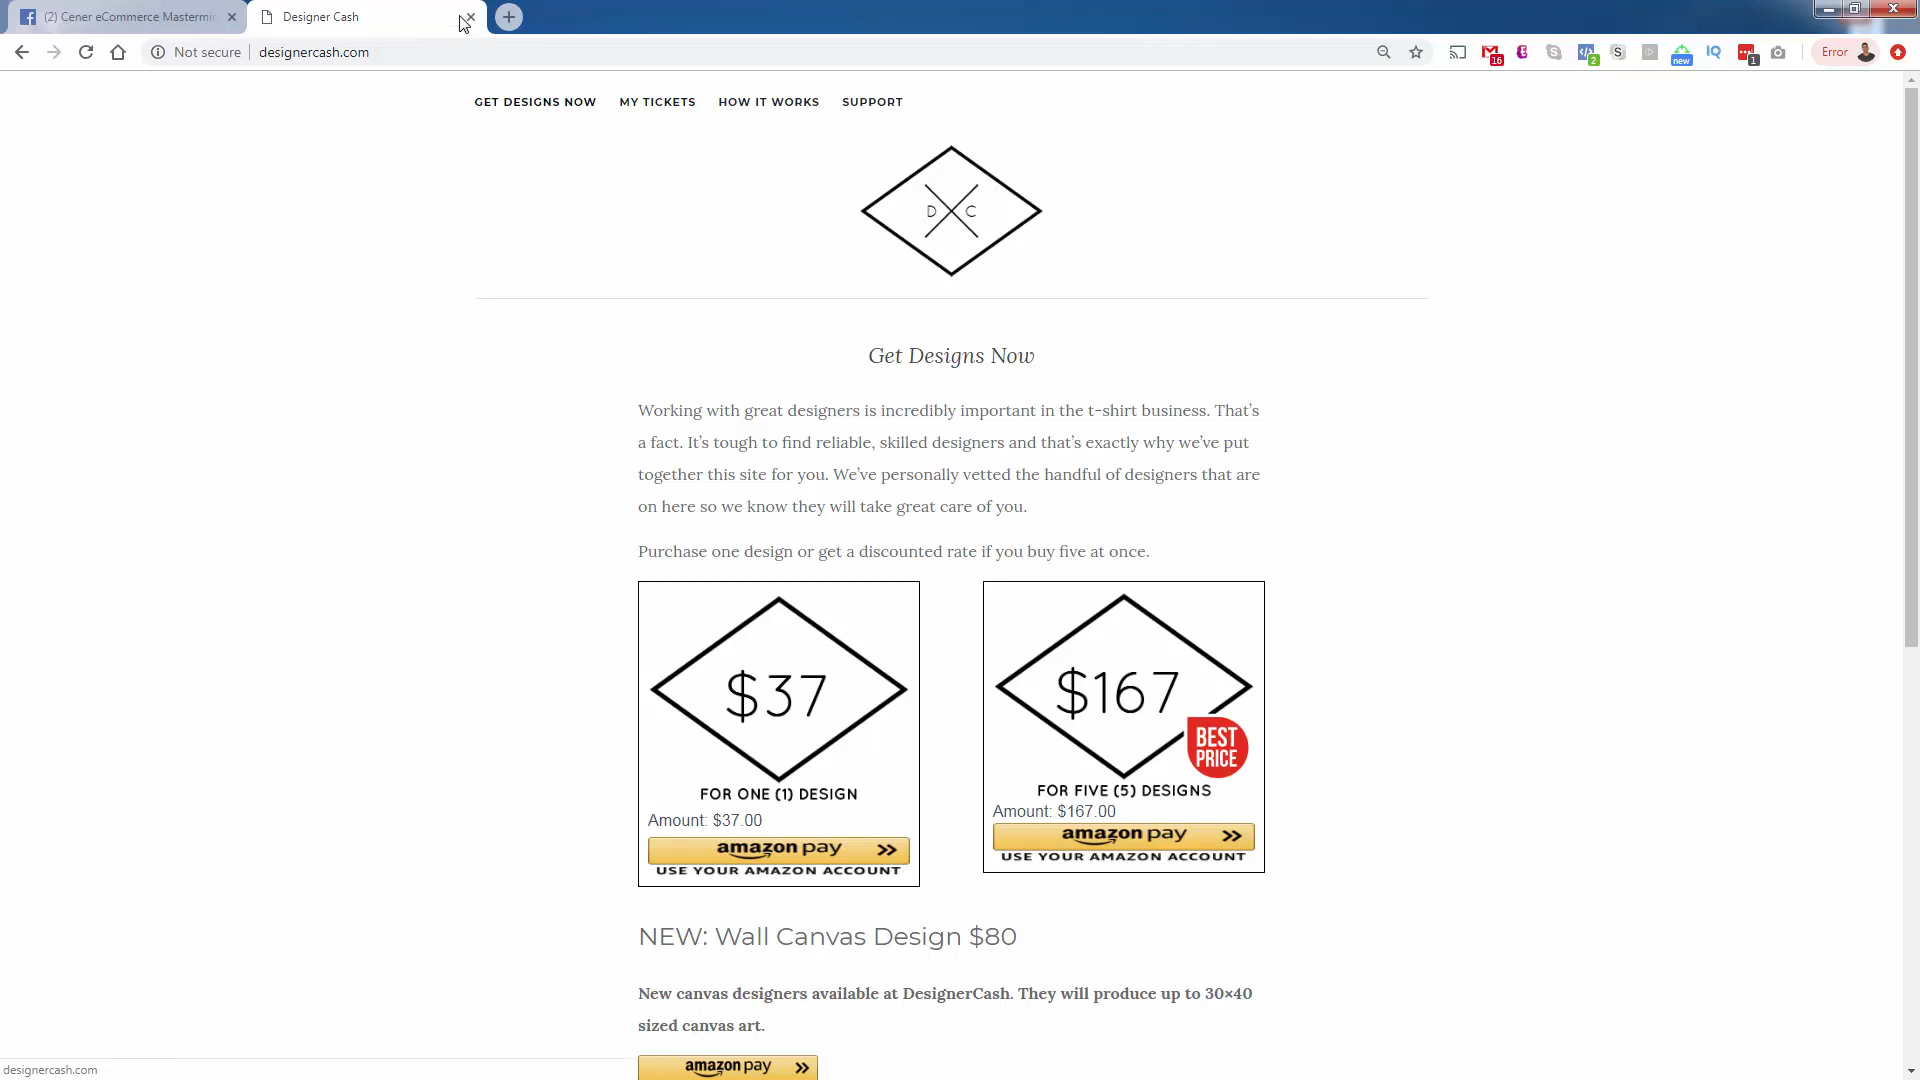 (2) Cener eCommerce Mastermi
Designer Cash
Not secure
designercash.com
16
2
S
new
IQ
1
Error
GET DESIGNS NOW
MY TICKETS
HOW IT WORKS
SUPPORT
D C
Get Designs Now
Working with great designers is incredibly important in the t-shirt business. That’s
a fact. It’s tough to find reliable, skilled designers and that’s exactly why we’ve put
together this site for you. We’ve personally vetted the handful of designers that are
on here so we know they will take great care of you.
Purchase one design or get a discounted rate if you buy five at once.
$37
FOR ONE (1) DESIGN
Amount: $37.00
amazon pay
USE YOUR AMAZON ACCOUNT
$167
BEST
PRICE
FOR FIVE (5) DESIGNS
Amount: $167.00
amazon pay
USE YOUR AMAZON ACCOUNT
NEW: Wall Canvas Design $80
New canvas designers available at DesignerCash. They will produce up to 30×40
sized canvas art.
amazon pay
designercash.com